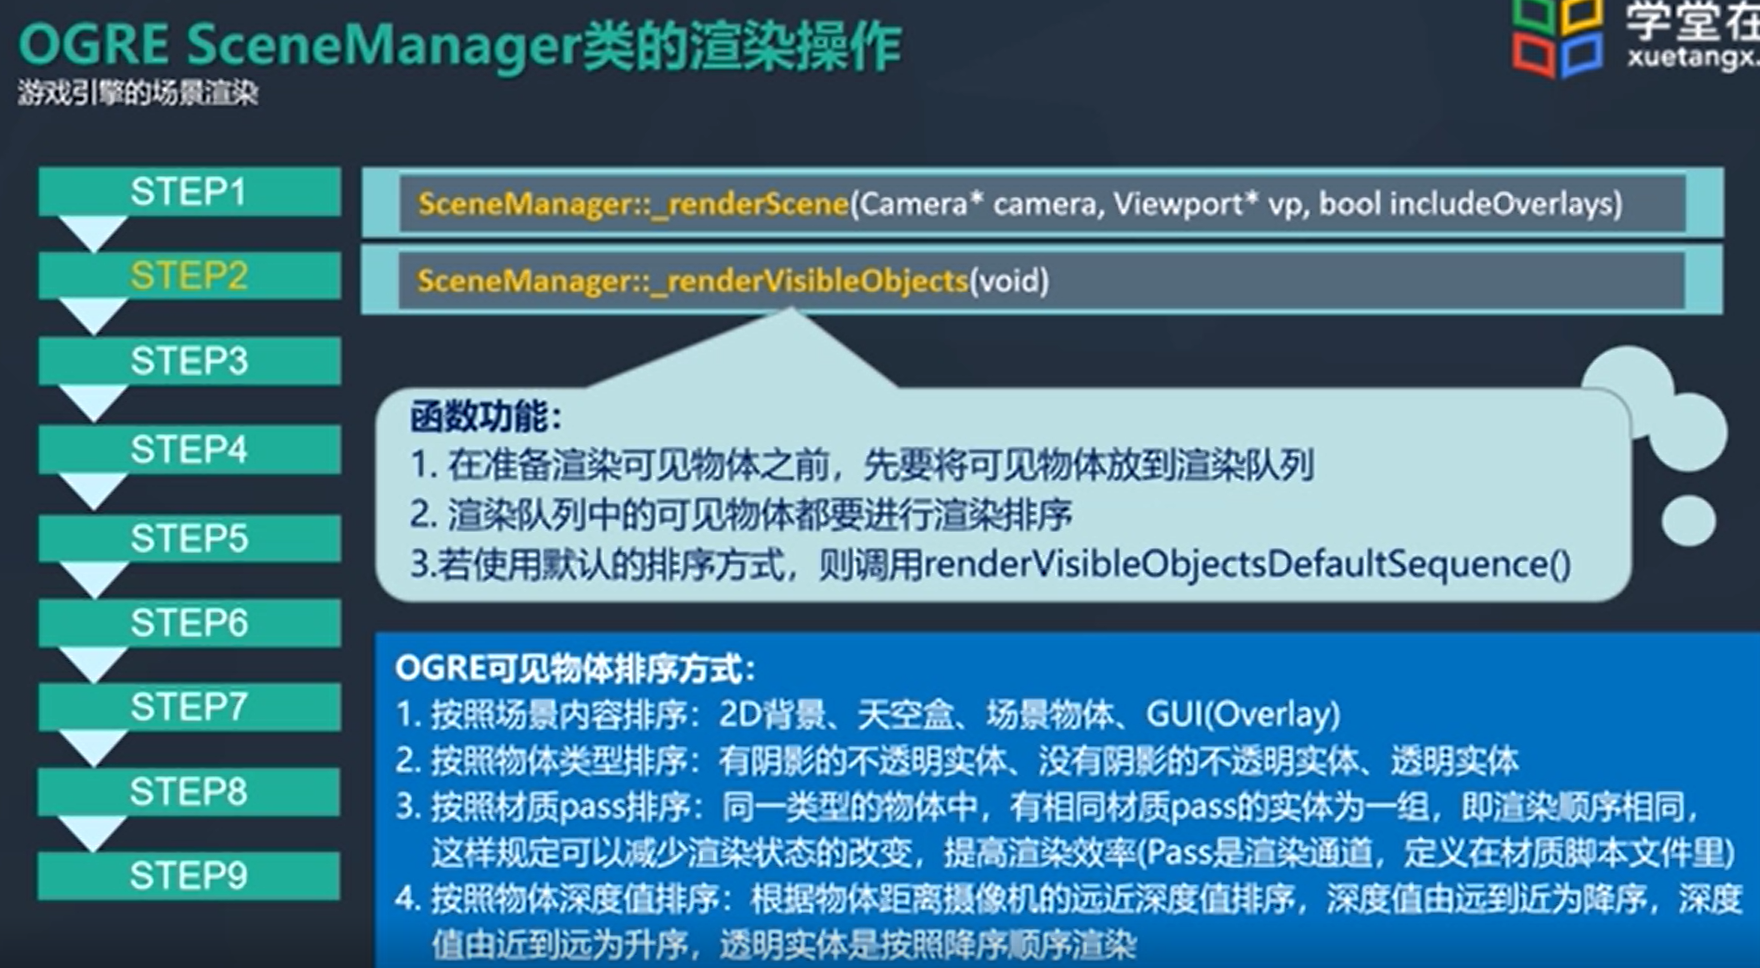 OGRE SceneManager类的渲染操作
游戏引擎的场景渲染
学堂在
xuetangx.
STEP1
STEP2
STEP3
STEP4
STEP5
STEP6
STEP7
STEP8
STEP9
SceneManager::_renderScene(Camera* camera, Viewport* vp, bool includeOverlays)
SceneManager::_renderVisibleObjects(void)
函数功能：
1. 在准备渲染可见物体之前，先要将可见物体放到渲染队列
2. 渲染队列中的可见物体都要进行渲染排序
3.若使用默认的排序方式，则调用renderVisibleObjectsDefaultSequence()
OGRE可见物体排序方式：
1. 按照场景内容排序：2D背景、天空盒、场景物体、GUI(Overlay)
2. 按照物体类型排序：有阴影的不透明实体、没有阴影的不透明实体、透明实体
3. 按照材质pass排序：同一类型的物体中，有相同材质pass的实体为一组，即渲染顺序相同，
这样规定可以减少渲染状态的改变，提高渲染效率(Pass是渲染通道，定义在材质脚本文件里)
4. 按照物体深度值排序：根据物体距离摄像机的远近深度值排序，深度值由远到近为降序，深度
值由近到远为升序，透明实体是按照降序顺序渲染